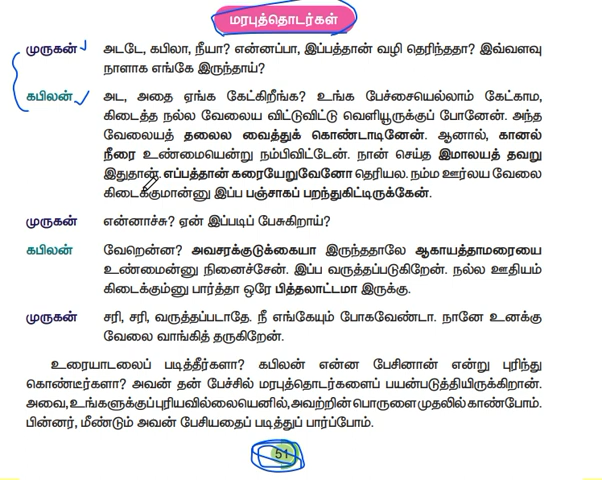 மரபுத்தொடர்கள்
முருகன் அடடே, கபிலா, நீயா? என்னப்பா, இப்பத்தான் வழி தெரிந்ததா? இவ்வளவு
நாளாக எங்கே இருந்தாய்?
கபிலன் அட, அதை ஏங்க கேட்கிறீங்க? உங்க பேச்சையெல்லாம் கேட்காம,
கிடைத்த நல்ல வேலைய விட்டுவிட்டு வெளியூருக்குப் போனேன். அந்த
வேலையத் தலைல வைத்துக் கொண்டாடினேன். ஆனால், கானல்
நீரை உண்மையென்று நம்பிவிட்டேன். நான் செய்த இமாலயத் தவறு
இதுதான். எப்பத்தான் கரையேறுவேனோ தெரியல. நம்ம ஊர்லய வேலை
கிடைக்குமான்னு இப்ப பஞ்சாகப் பறந்துகிட்டிருக்கேன்.
முருகன் என்னாச்சு? ஏன் இப்படிப் பேசுகிறாய்?
கபிலன் வேறென்ன? அவசரக்குடுக்கையா இருந்ததாலே ஆகாயத்தாமரையை
உண்மைன்னு நினைச்சேன். இப்ப வருத்தப்படுகிறேன். நல்ல ஊதியம்
கிடைக்கும்னு பார்த்தா ஒரே பித்தலாட்டமா இருக்கு.
முருகன் சரி, சரி, வருத்தப்படாதே. நீ எங்கேயும் போகவேண்டா. நானே உனக்கு
வேலை வாங்கித் தருகிறேன்.
உரையாடலைப் படித்தீர்களா? கபிலன் என்ன பேசினான் என்று புரிந்து
கொண்டீர்களா? அவன் தன் பேச்சில் மரபுத்தொடர்களைப் பயன்படுத்தியிருக்கிறான்.
அவை, உங்களுக்குப் புரியவில்லையெனில், அவற்றின் பொருளை முதலில் காண்போம்.
பின்னர், மீண்டும் அவன் பேசியதைப் படித்துப் பார்ப்போம்.
51